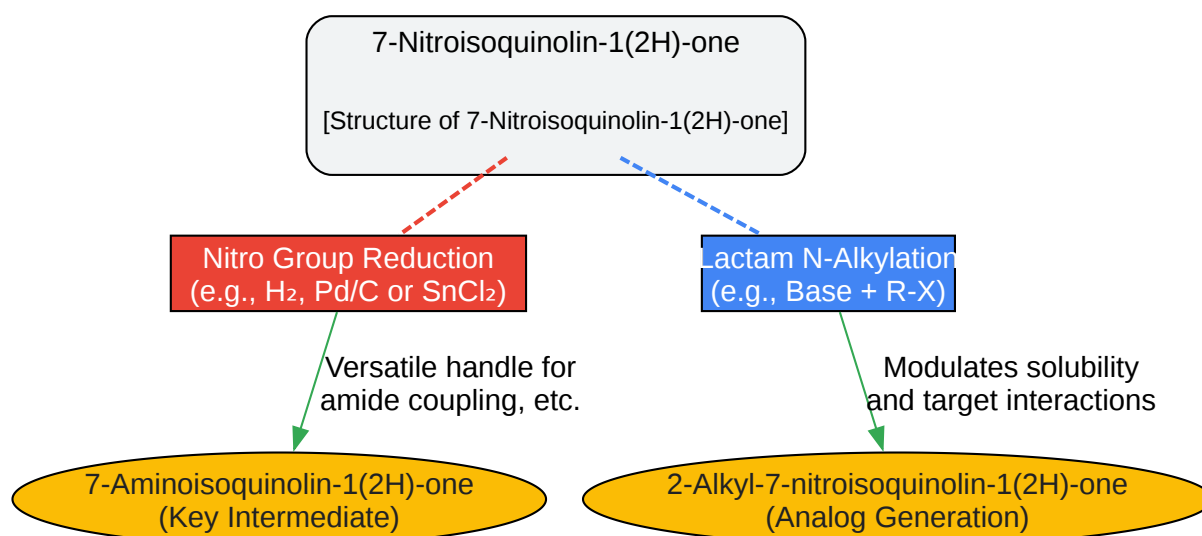 7-Nitroisoquinolin-1(2H)-one
[Structure of 7-Nitroisoquinolin-1(2H)-one]
Nitro Group Reduction
(e.g., H₂, Pd/C or SnCl₂)
Lactam N-Alkylation
(e.g., Base + R-X)
Versatile handle for
amide coupling, etc.
Modulates solubility
and target interactions
7-Aminoisoquinolin-1(2H)-one
(Key Intermediate)
2-Alkyl-7-nitroisoquinolin-1(2H)-one
(Analog Generation)